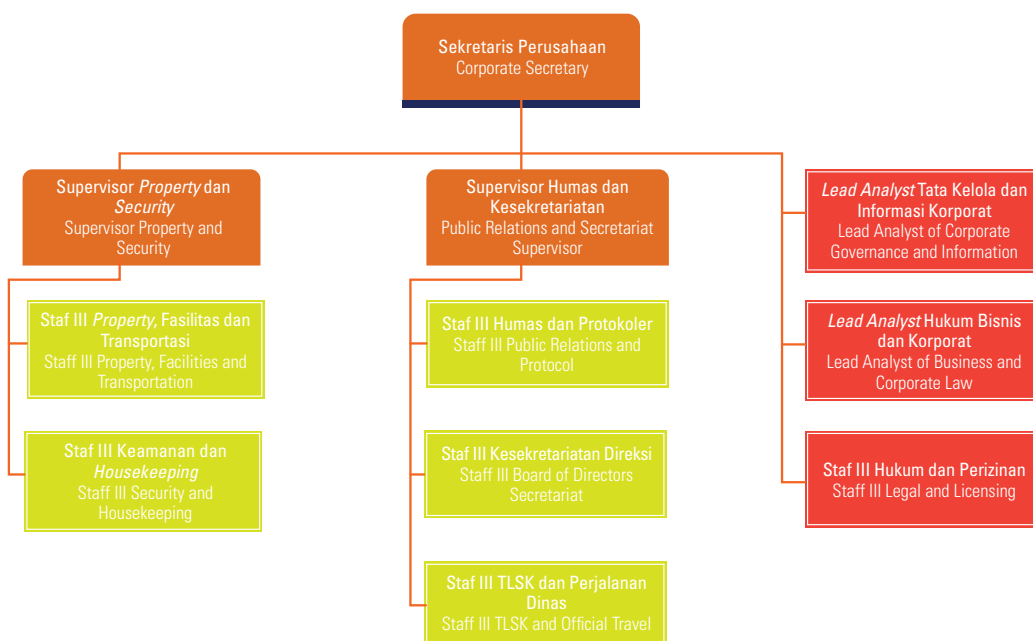 Sekretaris Perusahaan
Corporate Secretary
Supervisor Property dan
Security
Supervisor Property and
Security
Staf III Property, Fasilitas dan
Transportasi
Staff III Property, Facilities and
Transportation
Staf III Keamanan dan
Housekeeping
Staff III Security and
Housekeeping
Supervisor Humas dan
Kesekretariatan
Public Relations and Secretariat
Supervisor
Staf III Humas dan Protokoler
Staff III Public Relations and
Protocol
Staf III Kesekretariatan Direksi
Staff III Board of Directors
Secretariat
Staf III TLSK dan Perjalanan
Dinas
Staff III TLSK and Official Travel
Lead Analyst Tata Kelola dan
Informasi Korporat
Lead Analyst of Corporate
Governance and Information
Lead Analyst Hukum Bisnis
dan Korporat
Lead Analyst of Business and
Corporate Law
Staf III Hukum dan Perizinan
Staff III Legal and Licensing